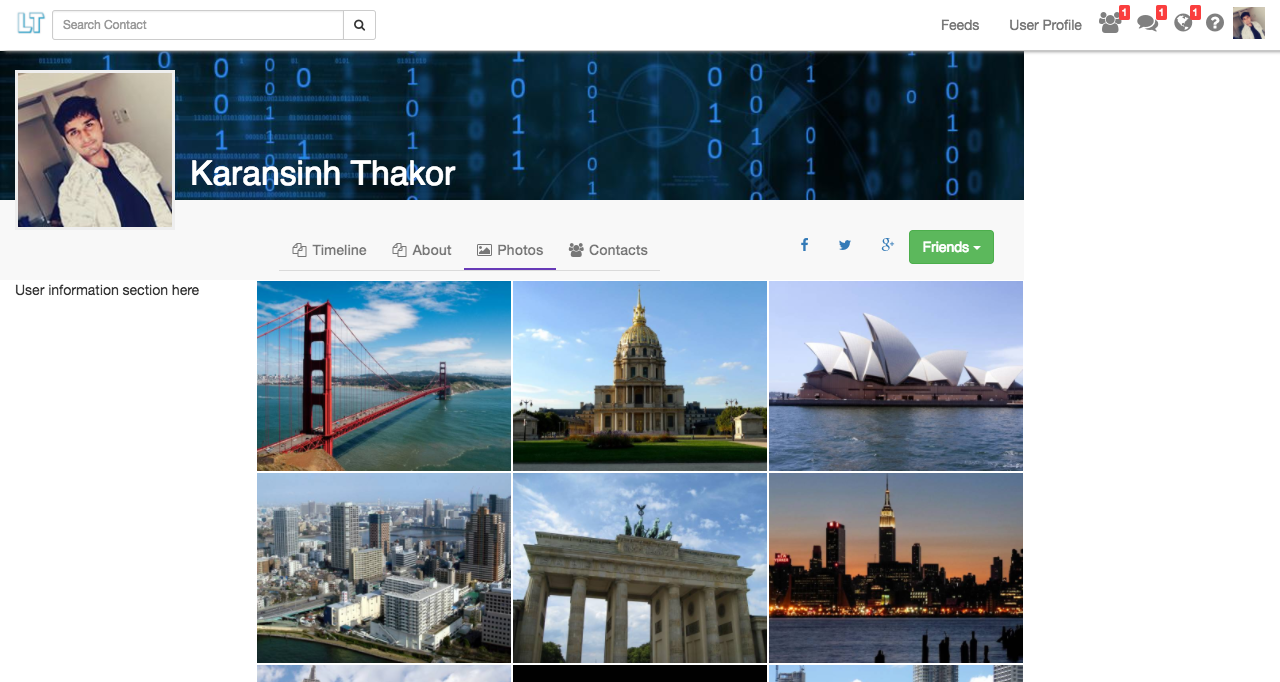 LT
Search Contact
Feeds
User Profile
1
1
1
Karansinh Thakor
Timeline
About
Photos
Contacts
Friends
User information section here